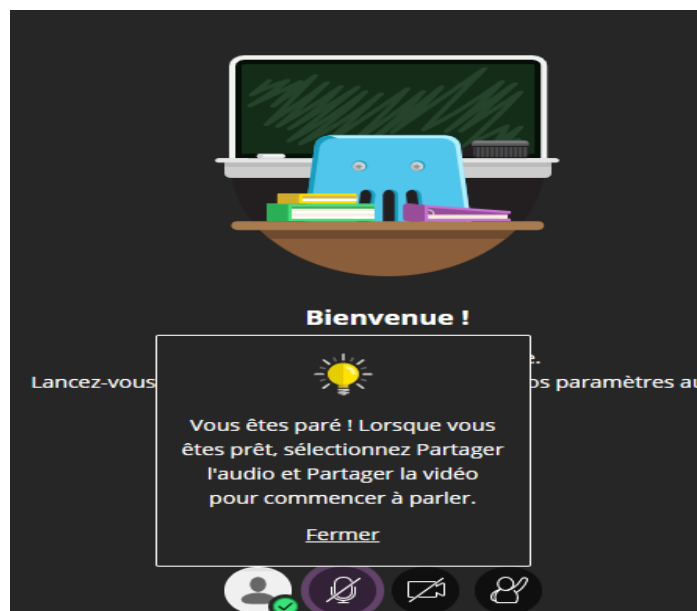 Bienvenue !
e.
Lancez-vous os paramètres au
Vous êtes paré ! Lorsque vous
êtes prêt, sélectionnez Partager
l'audio et Partager la vidéo
pour commencer à parler.
Fermer